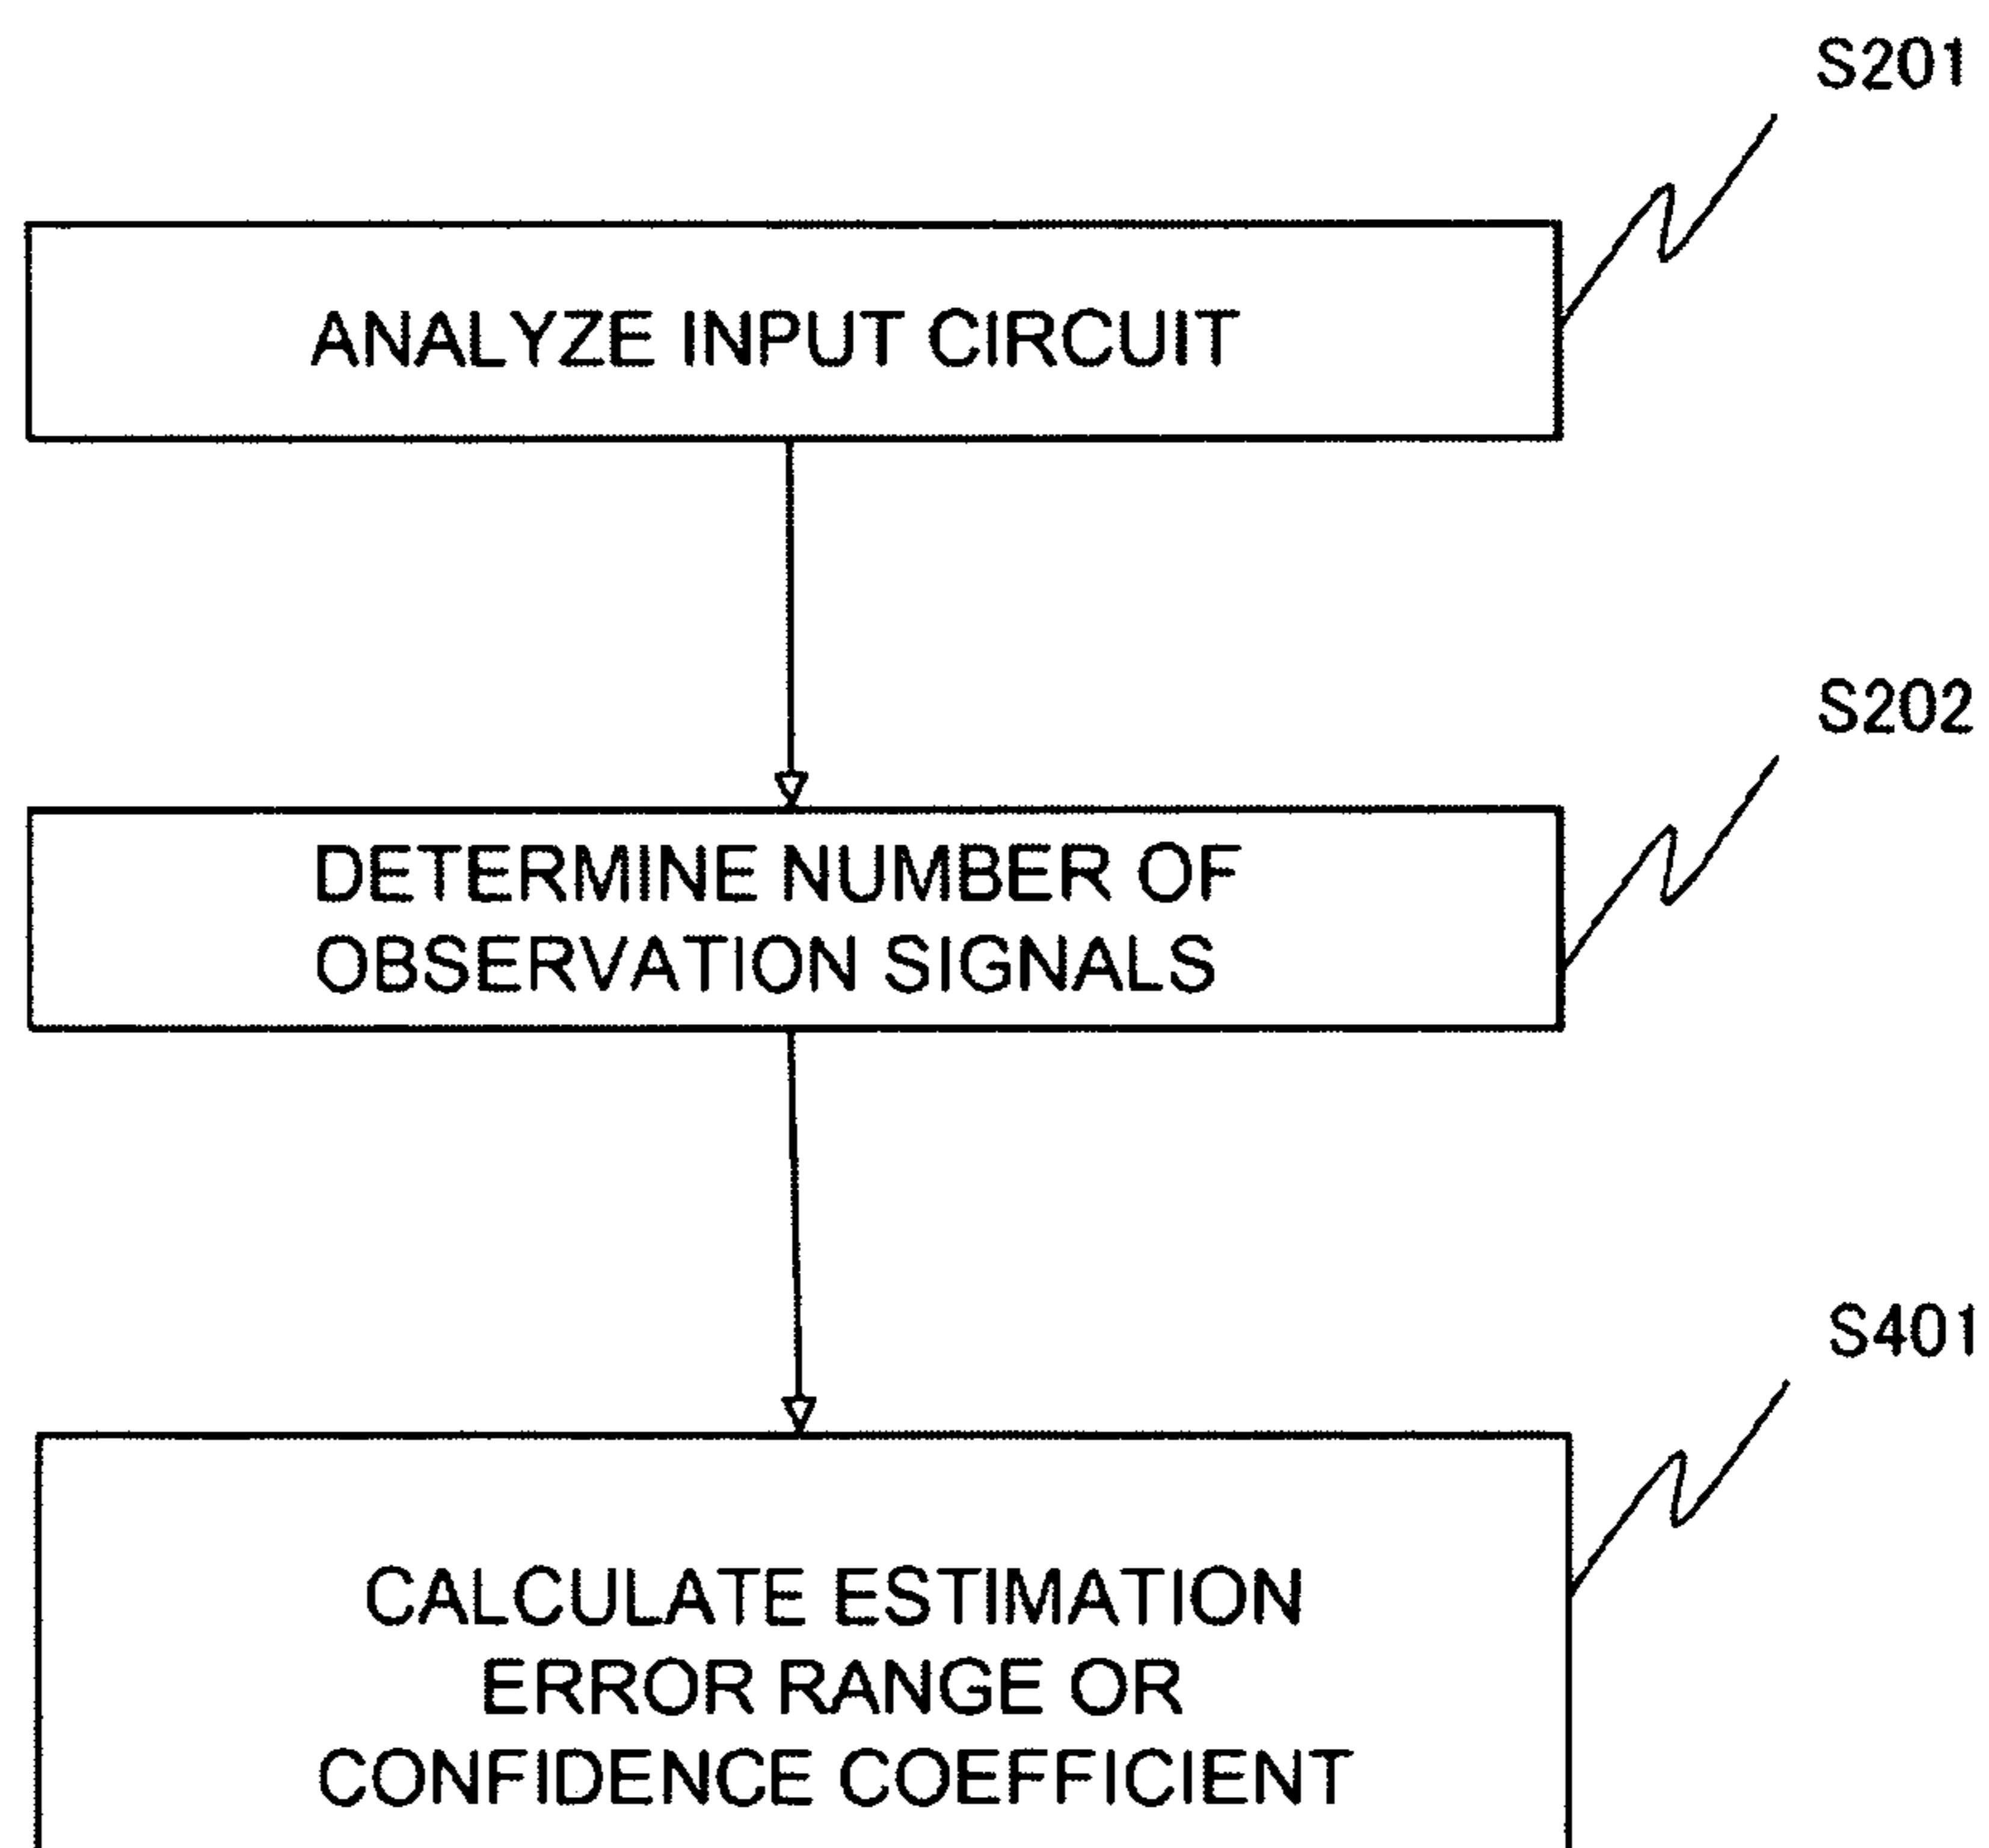 S201
ANALYZE INPUT CIRCUIT
S202
DETERMINE NUMBER OF
OBSERVATION SIGNALS
S401
CALCULATE ESTIMATION
ERROR RANGE OR
CONFIDENCE COEFFICIENT